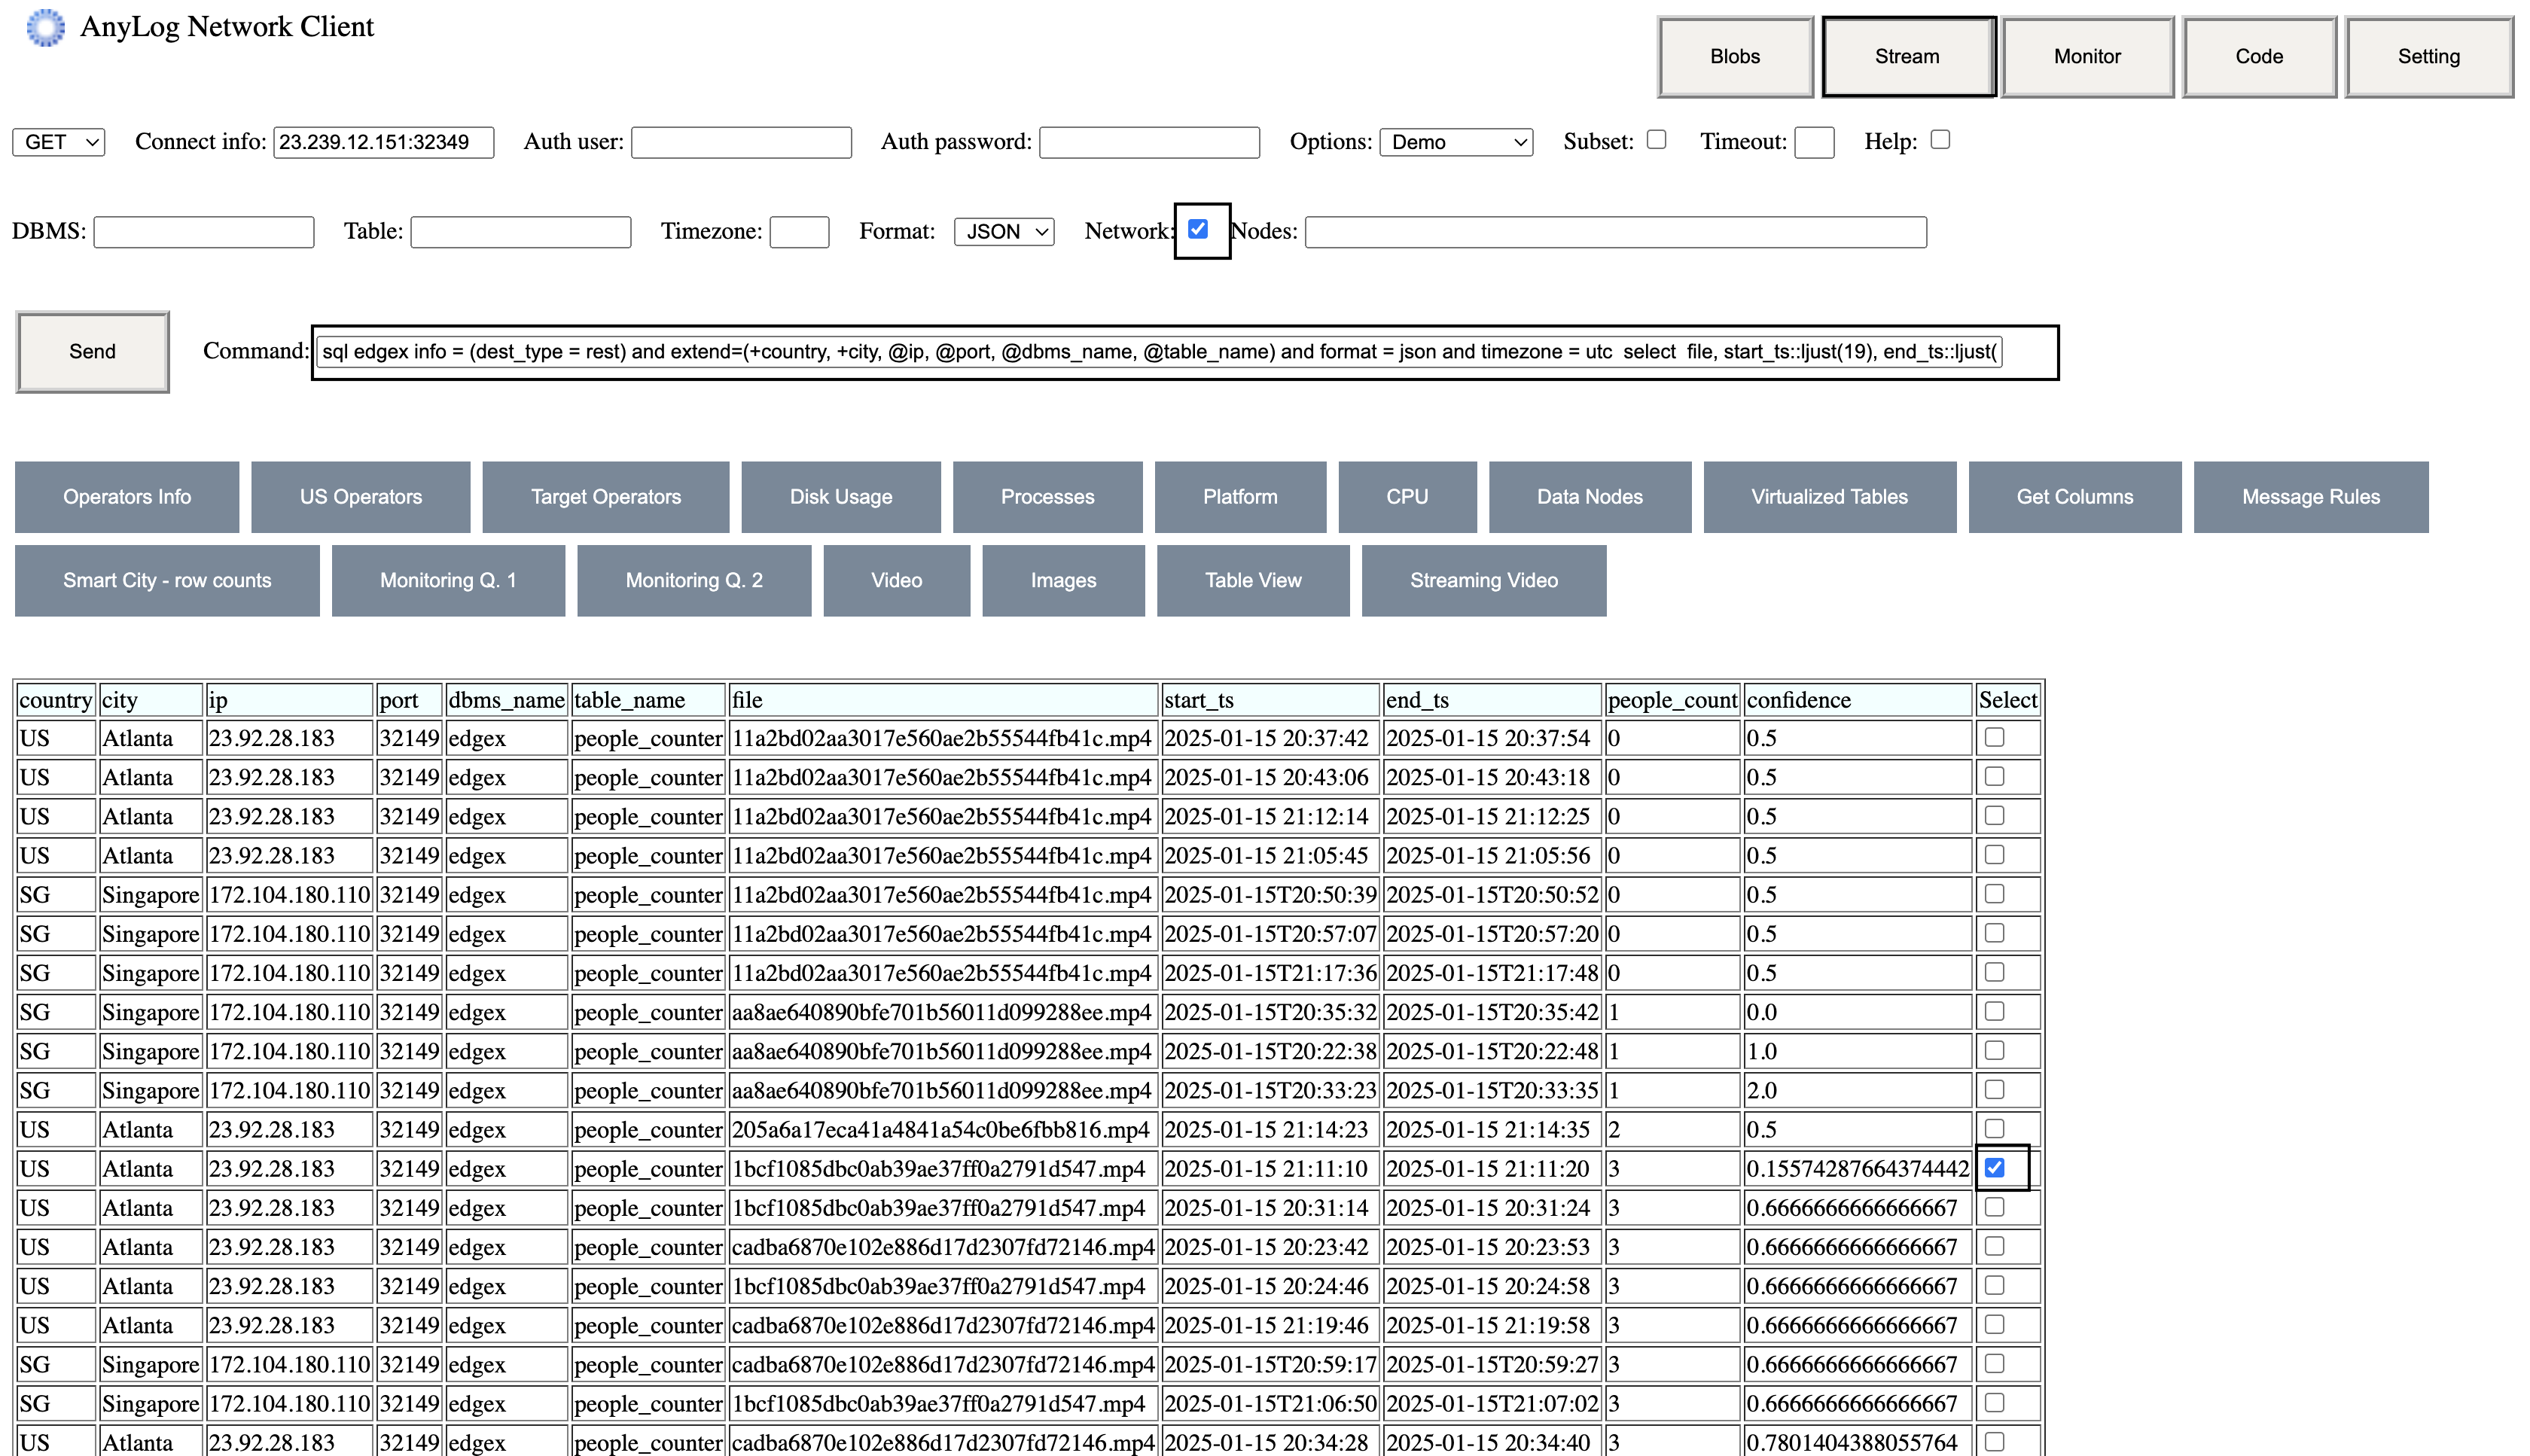 AnyLog Network Client
Blobs Stream Monitor Code Setting
GET Connect info: 23.239.12.151:32349 Auth user: Auth password: Options: Demo Subset: Timeout: Help:
DBMS: Table: Timezone: Format: JSON Network: Nodes:
Send Command: sql edgex info = (dest_type = rest) and extend=(+country, +city, @ip, @port, @dbms_name, @table_name) and format = json and timezone = utc  select  file, start_ts::ljust(19), end_ts::ljust(
Operators Info US Operators Target Operators Disk Usage Processes Platform CPU Data Nodes Virtualized Tables Get Columns Message Rules
Smart City - row counts Monitoring Q. 1 Monitoring Q. 2 Video Images Table View Streaming Video
country city ip port dbms_name table_name file start_ts end_ts people_count confidence Select
US Atlanta 23.92.28.183 32149 edgex people_counter 11a2bd02aa3017e560ae2b55544fb41c.mp4 2025-01-15 20:37:42 2025-01-15 20:37:54 0 0.5
US Atlanta 23.92.28.183 32149 edgex people_counter 11a2bd02aa3017e560ae2b55544fb41c.mp4 2025-01-15 20:43:06 2025-01-15 20:43:18 0 0.5
US Atlanta 23.92.28.183 32149 edgex people_counter 11a2bd02aa3017e560ae2b55544fb41c.mp4 2025-01-15 21:12:14 2025-01-15 21:12:25 0 0.5
US Atlanta 23.92.28.183 32149 edgex people_counter 11a2bd02aa3017e560ae2b55544fb41c.mp4 2025-01-15 21:05:45 2025-01-15 21:05:56 0 0.5
SG Singapore 172.104.180.110 32149 edgex people_counter 11a2bd02aa3017e560ae2b55544fb41c.mp4 2025-01-15T20:50:39 2025-01-15T20:50:52 0 0.5
SG Singapore 172.104.180.110 32149 edgex people_counter 11a2bd02aa3017e560ae2b55544fb41c.mp4 2025-01-15T20:57:07 2025-01-15T20:57:20 0 0.5
SG Singapore 172.104.180.110 32149 edgex people_counter 11a2bd02aa3017e560ae2b55544fb41c.mp4 2025-01-15T21:17:36 2025-01-15T21:17:48 0 0.5
SG Singapore 172.104.180.110 32149 edgex people_counter aa8ae640890bfe701b56011d099288ee.mp4 2025-01-15T20:35:32 2025-01-15T20:35:42 1 0.0
SG Singapore 172.104.180.110 32149 edgex people_counter aa8ae640890bfe701b56011d099288ee.mp4 2025-01-15T20:22:38 2025-01-15T20:22:48 1 1.0
SG Singapore 172.104.180.110 32149 edgex people_counter aa8ae640890bfe701b56011d099288ee.mp4 2025-01-15T20:33:23 2025-01-15T20:33:35 1 2.0
US Atlanta 23.92.28.183 32149 edgex people_counter 205a6a17eca41a4841a54c0be6fbb816.mp4 2025-01-15 21:14:23 2025-01-15 21:14:35 2 0.5
US Atlanta 23.92.28.183 32149 edgex people_counter 1bcf1085dbc0ab39ae37ff0a2791d547.mp4 2025-01-15 21:11:10 2025-01-15 21:11:20 3 0.15574287664374442
US Atlanta 23.92.28.183 32149 edgex people_counter 1bcf1085dbc0ab39ae37ff0a2791d547.mp4 2025-01-15 20:31:14 2025-01-15 20:31:24 3 0.6666666666666667
US Atlanta 23.92.28.183 32149 edgex people_counter cadba6870e102e886d17d2307fd72146.mp4 2025-01-15 20:23:42 2025-01-15 20:23:53 3 0.6666666666666667
US Atlanta 23.92.28.183 32149 edgex people_counter 1bcf1085dbc0ab39ae37ff0a2791d547.mp4 2025-01-15 20:24:46 2025-01-15 20:24:58 3 0.6666666666666667
US Atlanta 23.92.28.183 32149 edgex people_counter cadba6870e102e886d17d2307fd72146.mp4 2025-01-15 21:19:46 2025-01-15 21:19:58 3 0.6666666666666667
SG Singapore 172.104.180.110 32149 edgex people_counter cadba6870e102e886d17d2307fd72146.mp4 2025-01-15T20:59:17 2025-01-15T20:59:27 3 0.6666666666666667
SG Singapore 172.104.180.110 32149 edgex people_counter 1bcf1085dbc0ab39ae37ff0a2791d547.mp4 2025-01-15T21:06:50 2025-01-15T21:07:02 3 0.6666666666666667
US Atlanta 23.92.28.183 32149 edgex people_counter cadba6870e102e886d17d2307fd72146.mp4 2025-01-15 20:34:28 2025-01-15 20:34:40 3 0.7801404388055764